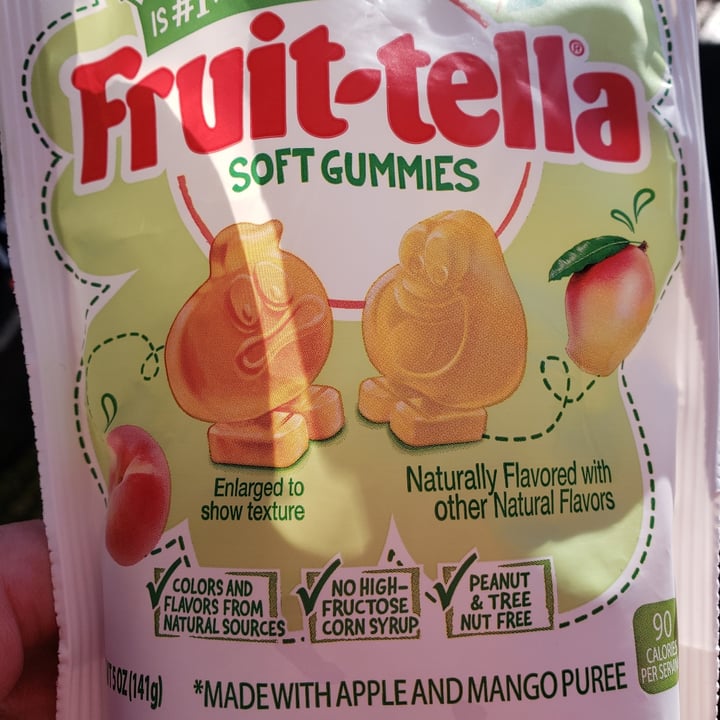 IS #1
Fruit-tella®
SOFT GUMMIES
Enlarged to
show texture
Naturally Flavored with
other Natural Flavors
COLORS AND
FLAVORS FROM
NATURAL SOURCES
NO HIGH-
FRUCTOSE
CORN SYRUP
PEANUT
& TREE
NUT FREE
90
CALORIES
PER
5 OZ (141g)
*MADE WITH APPLE AND MANGO PUREE